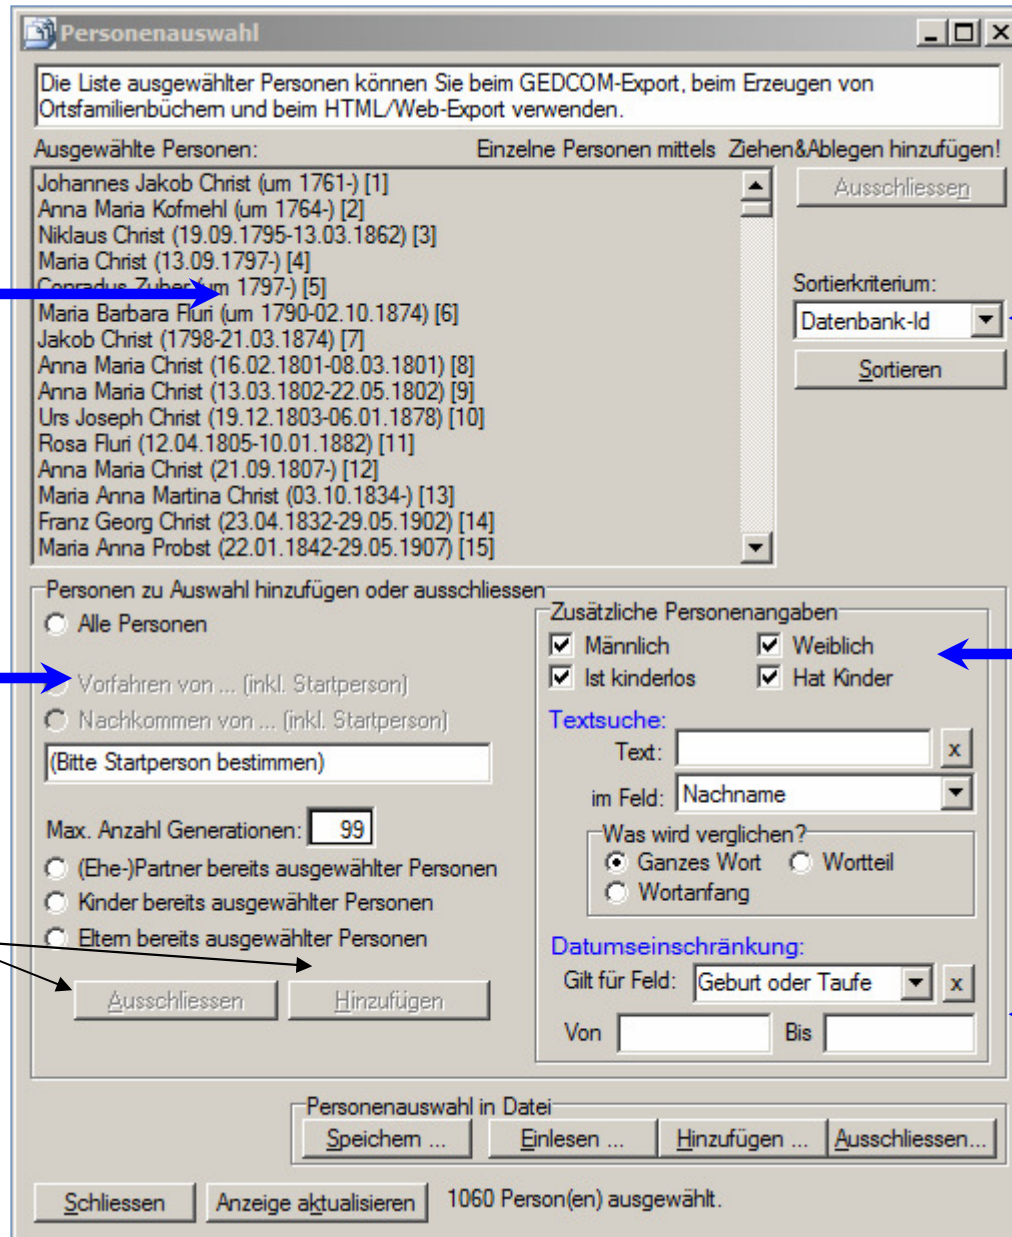 Personenauswahl
Die Liste ausgewählter Personen können Sie beim GEDCOM-Export, beim Erzeugen von
Ortsfamilienbüchern und beim HTML/Web-Export verwenden.
Ausgewählte Personen: Einzelne Personen mittels Ziehen&Ablegen hinzufügen!
Johannes Jakob Christ (um 1761-) [1]
Anna Maria Kofmehl (um 1764-) [2]
Niklaus Christ (19.09.1795-13.03.1862) [3]
Maria Christ (13.09.1797-) [4]
Conradus Zuber (um 1797-) [5]
Maria Barbara Fluri (um 1790-02.10.1874) [6]
Jakob Christ (1798-21.03.1874) [7]
Anna Maria Christ (16.02.1801-08.03.1801) [8]
Anna Maria Christ (13.03.1802-22.05.1802) [9]
Urs Joseph Christ (19.12.1803-06.01.1878) [10]
Rosa Fluri (12.04.1805-10.01.1882) [11]
Anna Maria Christ (21.09.1807-) [12]
Maria Anna Martina Christ (03.10.1834-) [13]
Franz Georg Christ (23.04.1832-29.05.1902) [14]
Maria Anna Probst (22.01.1842-29.05.1907) [15]
Ausschliessen
Sortierkriterium:
Datenbank-Id
Sortieren
Personen zu Auswahl hinzufügen oder ausschliessen
Alle Personen
Vorfahren von ... (inkl. Startperson)
Nachkommen von ... (inkl. Startperson)
(Bitte Startperson bestimmen)
Max. Anzahl Generationen: 99
(Ehe-)Partner bereits ausgewählter Personen
Kinder bereits ausgewählter Personen
Eltern bereits ausgewählter Personen
Ausschliessen Hinzufügen
Zusätzliche Personenangaben
Männlich Weiblich
Ist kinderlos Hat Kinder
Textsuche:
Text: x
im Feld: Nachname
Was wird verglichen?
Ganzes Wort Wortteil
Wortanfang
Datumseinschränkung:
Gilt für Feld: Geburt oder Taufe x
Von Bis
Personenauswahl in Datei
Speichern ... Einlesen ... Hinzufügen ... Ausschliessen...
Schliessen Anzeige aktualisieren 1060 Person(en) ausgewählt.